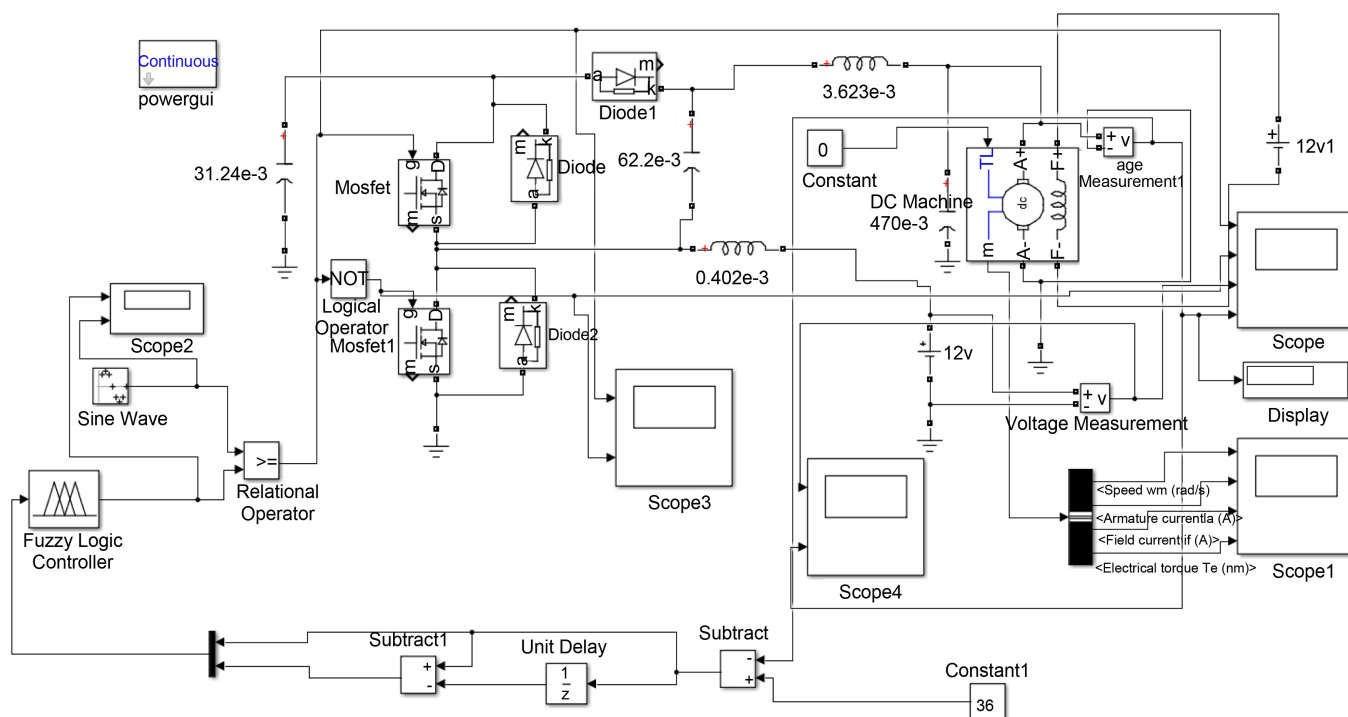 Continuous
powergui
31.24e-3
Mosfet
g
D
m
s
m
k
a
Diode
a
m
k
Diode1
62.2e-3
3.623e-3
0
Constant
TL
A+
F+
dc
m
A-
F-
DC Machine
470e-3
+
-
v
age
Measurement1
12v1
0.402e-3
NOT
Logical
Operator
Mosfet1
g
D
m
s
m
k
a
Diode2
Scope2
Sine Wave
>=
Relational
Operator
Fuzzy Logic
Controller
Scope3
12v
+
-
v
Voltage Measurement
Scope
Display
Scope4
<Speed wm (rad/s)
<Armature currentIa (A)>
<Field current if (A)>
<Electrical torque Te (nm)>
Scope1
Subtract1
+
-
Unit Delay
1
z
Subtract
-
+
Constant1
36